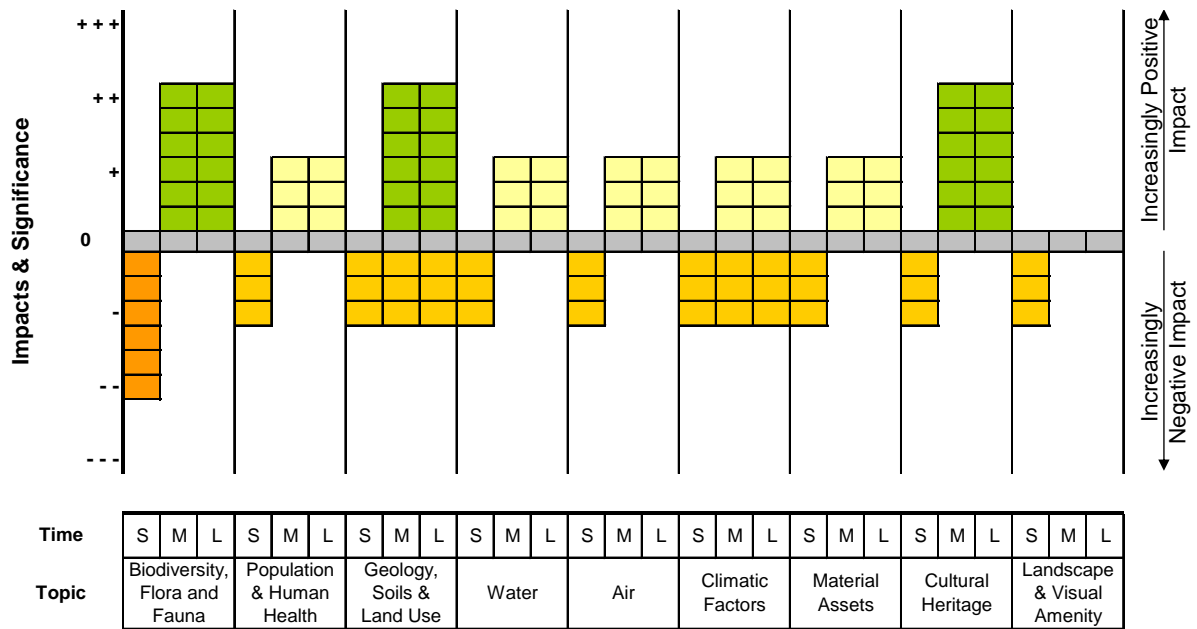 + + +
+ +
+
0
-
- -
- - -
Impacts & Significance
Increasingly Positive
Impact
Increasingly
Negative Impact
Time
S M L S M L S M L S M L S M L S M L S M L S M L S M L
Topic
Biodiversity,
Flora and
Fauna
Population
& Human
Health
Geology,
Soils &
Land Use
Water
Air
Climatic
Factors
Material
Assets
Cultural
Heritage
Landscape
& Visual
Amenity